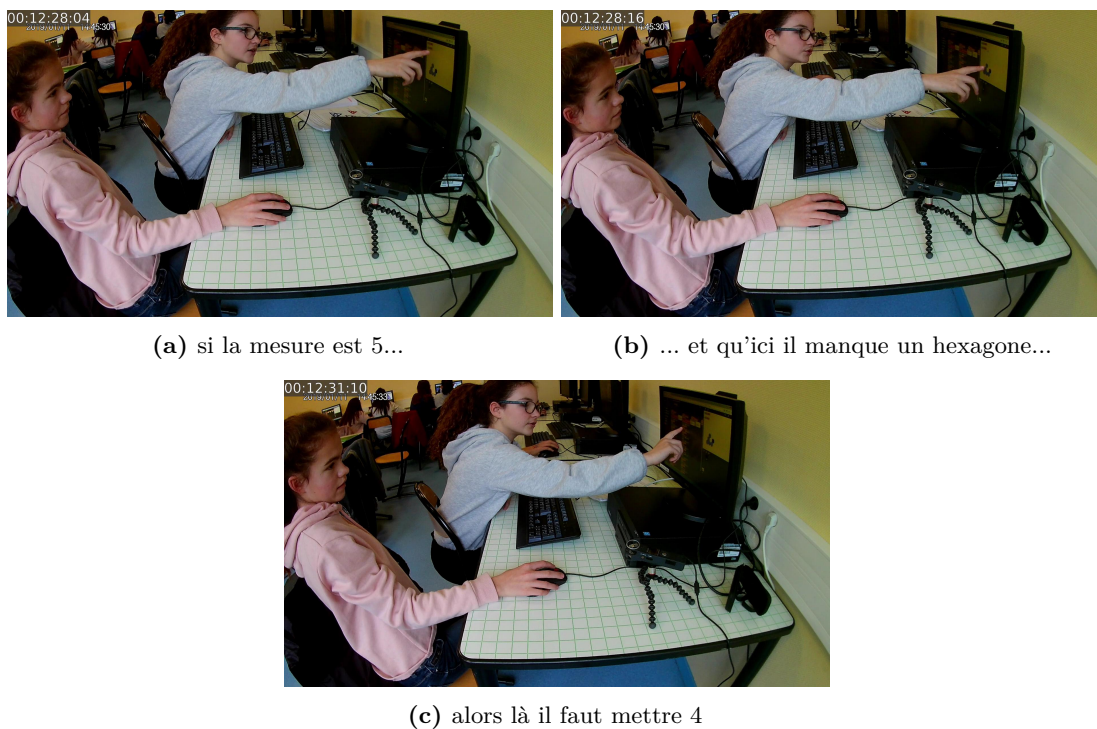 00:12:28:04
00:12:28:16
(a) si la mesure est 5...
(b) ... et qu'ici il manque un hexagone...
00:12:31:10
(c) alors là il faut mettre 4